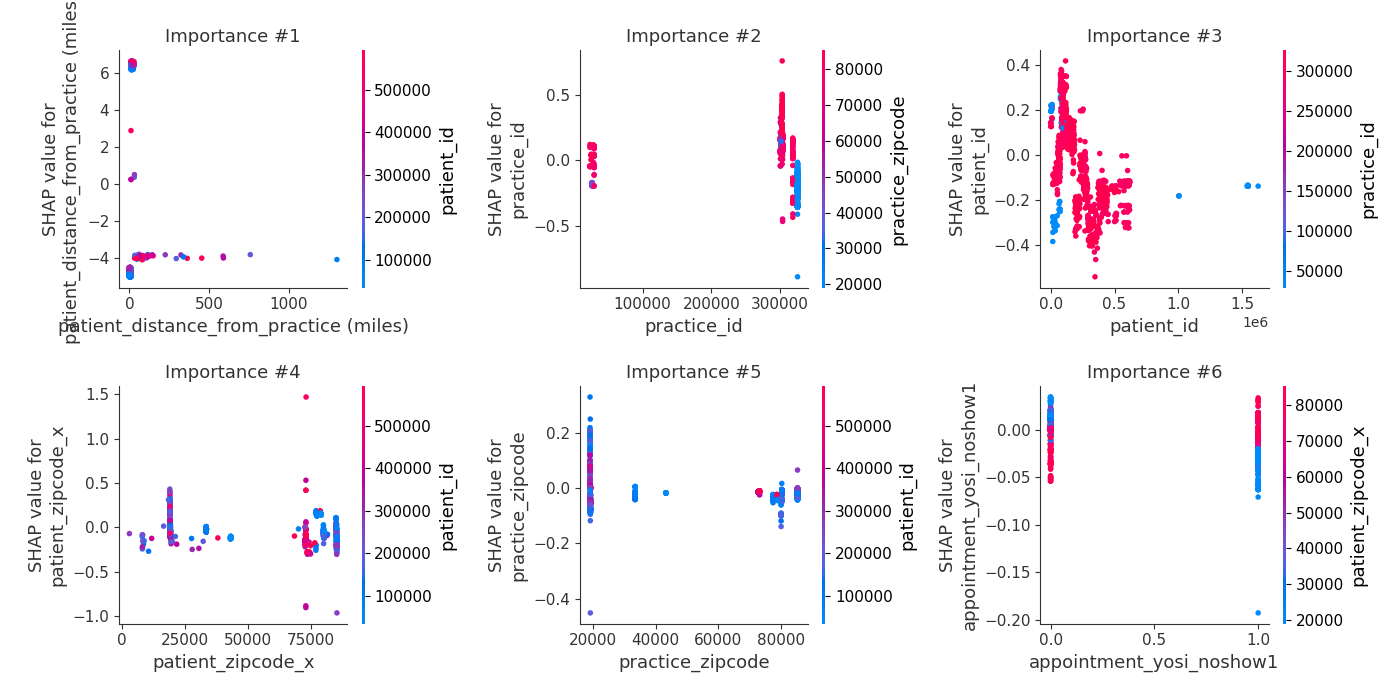 Importance #1
SHAP value for
patient_distance_from_practice (miles
6
4
2
0
−2
−4
0
500
1000
patient_distance_from_practice (miles)
500000
400000
300000
200000
100000
patient_id
Importance #2
SHAP value for
practice_id
0.5
0.0
−0.5
100000
200000
300000
practice_id
80000
70000
60000
50000
40000
30000
20000
practice_zipcode
Importance #3
SHAP value for
patient_id
0.4
0.2
0.0
−0.2
−0.4
0.0
0.5
1.0
1.5
1e6
patient_id
300000
250000
200000
150000
100000
50000
practice_id
Importance #4
SHAP value for
patient_zipcode_x
1.5
1.0
0.5
0.0
−0.5
−1.0
0
25000
50000
75000
patient_zipcode_x
500000
400000
300000
200000
100000
patient_id
Importance #5
SHAP value for
practice_zipcode
0.2
0.0
−0.2
−0.4
20000
40000
60000
80000
practice_zipcode
500000
400000
300000
200000
100000
patient_id
Importance #6
SHAP value for
appointment_yosi_noshow1
0.00
−0.05
−0.10
−0.15
−0.20
0.0
0.5
1.0
appointment_yosi_noshow1
80000
70000
60000
50000
40000
30000
20000
patient_zipcode_x